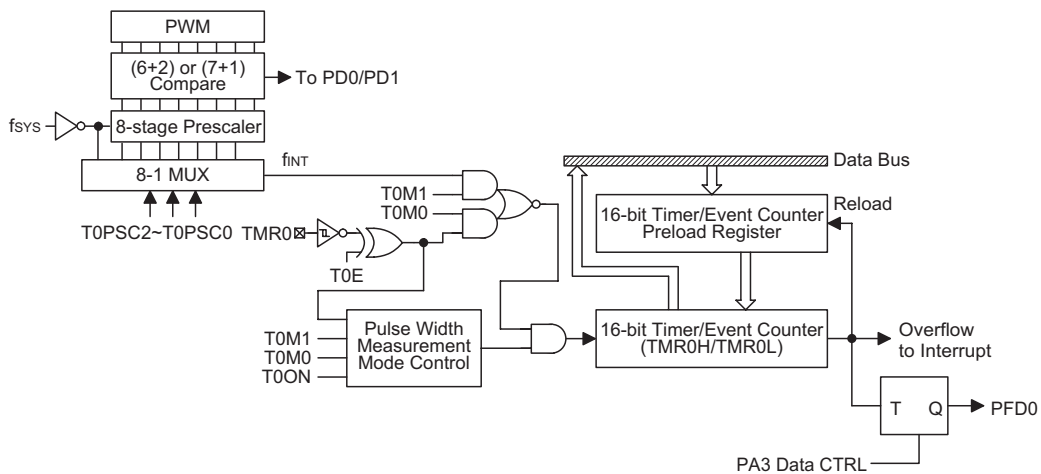 PWM
(6+2) or (7+1)
Compare
To PD0/PD1
fSYS
8-stage Prescaler
8-1 MUX
fINT
T0PSC2~T0PSC0
T0M1
T0M0
TMR0
T0E
Data Bus
16-bit Timer/Event Counter
Preload Register
Reload
T0M1
T0M0
T0ON
Pulse Width
Measurement
Mode Control
16-bit Timer/Event Counter
(TMR0H/TMR0L)
Overflow
to Interrupt
T Q
PFD0
PA3 Data CTRL